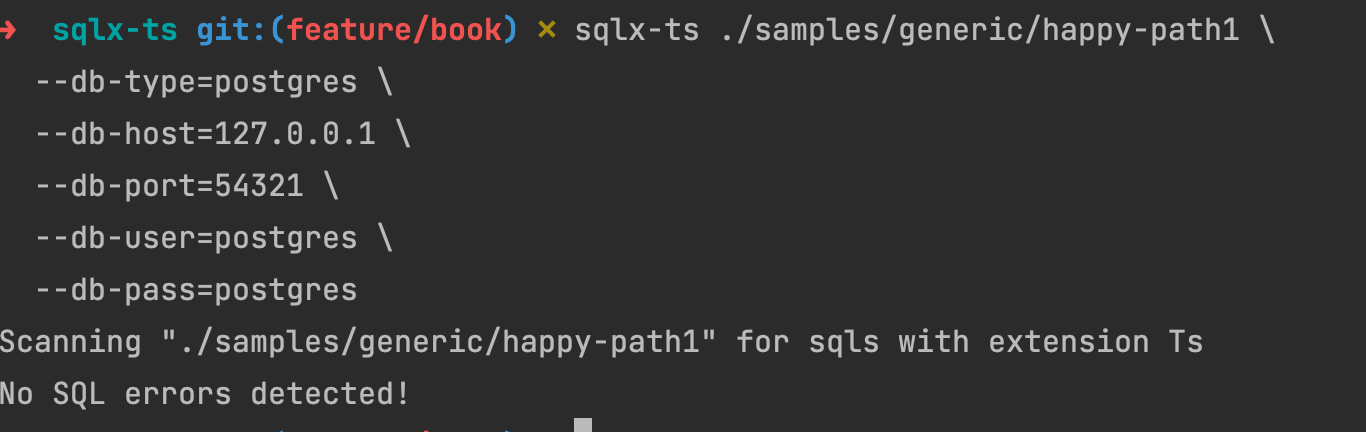 → sqlx-ts git:(feature/book) × sqlx-ts ./samples/generic/happy-path1 \
--db-type=postgres \
--db-host=127.0.0.1 \
--db-port=54321 \
--db-user=postgres \
--db-pass=postgres
Scanning "./samples/generic/happy-path1" for sqls with extension Ts
No SQL errors detected!